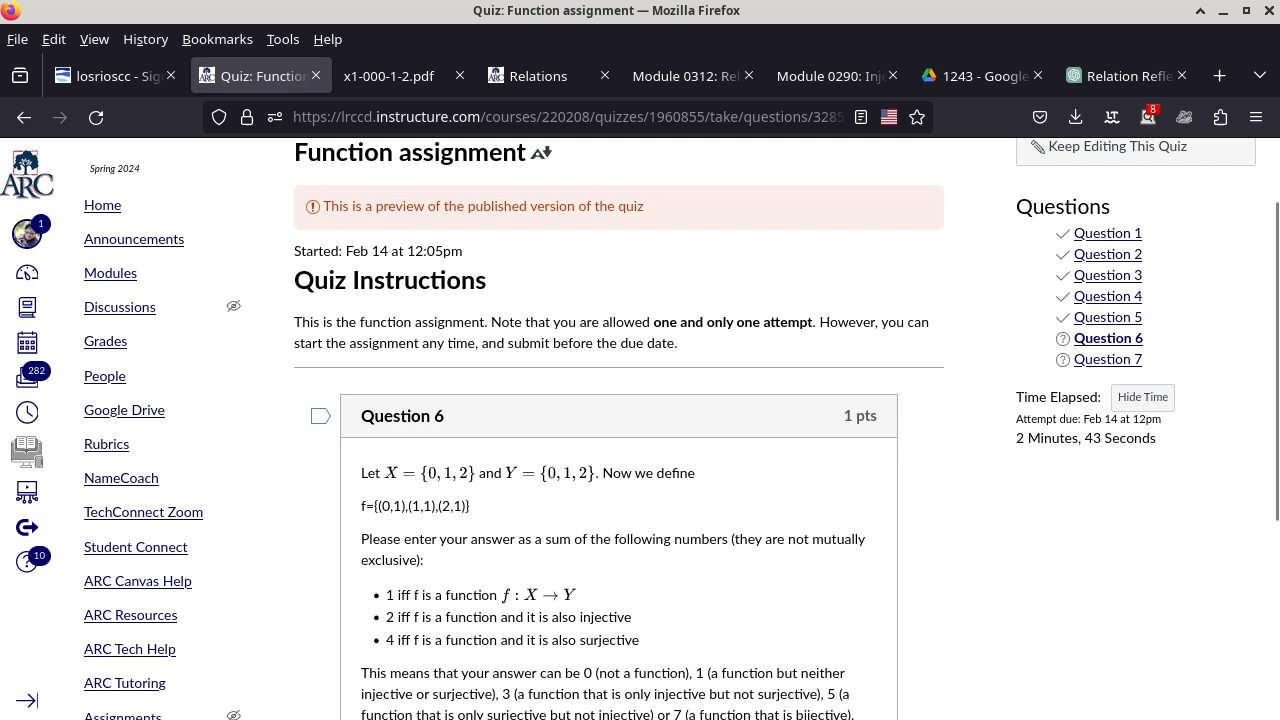 Quiz: Function assignment — Mozilla Firefox
File Edit View History Bookmarks Tools Help
losrioscc - Sig
Quiz: Function
x1-000-1-2.pdf
Relations
Module 0312: Rel
Module 0290: Inj
1243 - Google
Relation Refle
https://lrccd.instructure.com/courses/220208/quizzes/1960855/take/questions/3285
8
ARC
1
282
10
Spring 2024
Home
Announcements
Modules
Discussions
Grades
People
Google Drive
Rubrics
NameCoach
TechConnect Zoom
Student Connect
ARC Canvas Help
ARC Resources
ARC Tech Help
ARC Tutoring
Assignments
Function assignment
This is a preview of the published version of the quiz
Started: Feb 14 at 12:05pm
Quiz Instructions
This is the function assignment. Note that you are allowed one and only one attempt. However, you can
start the assignment any time, and submit before the due date.
Question 6
1 pts
Let X = {0, 1, 2} and Y = {0, 1, 2}. Now we define
f={(0,1),(1,1),(2,1)}
Please enter your answer as a sum of the following numbers (they are not mutually
exclusive):
• 1 iff f is a function f : X → Y
• 2 iff f is a function and it is also injective
• 4 iff f is a function and it is also surjective
This means that your answer can be 0 (not a function), 1 (a function but neither
injective or surjective), 3 (a function that is only injective but not surjective), 5 (a
function that is only surjective but not injective) or 7 (a function that is bijective).
Keep Editing This Quiz
Questions
Question 1
Question 2
Question 3
Question 4
Question 5
Question 6
Question 7
Time Elapsed: Hide Time
Attempt due: Feb 14 at 12pm
2 Minutes, 43 Seconds